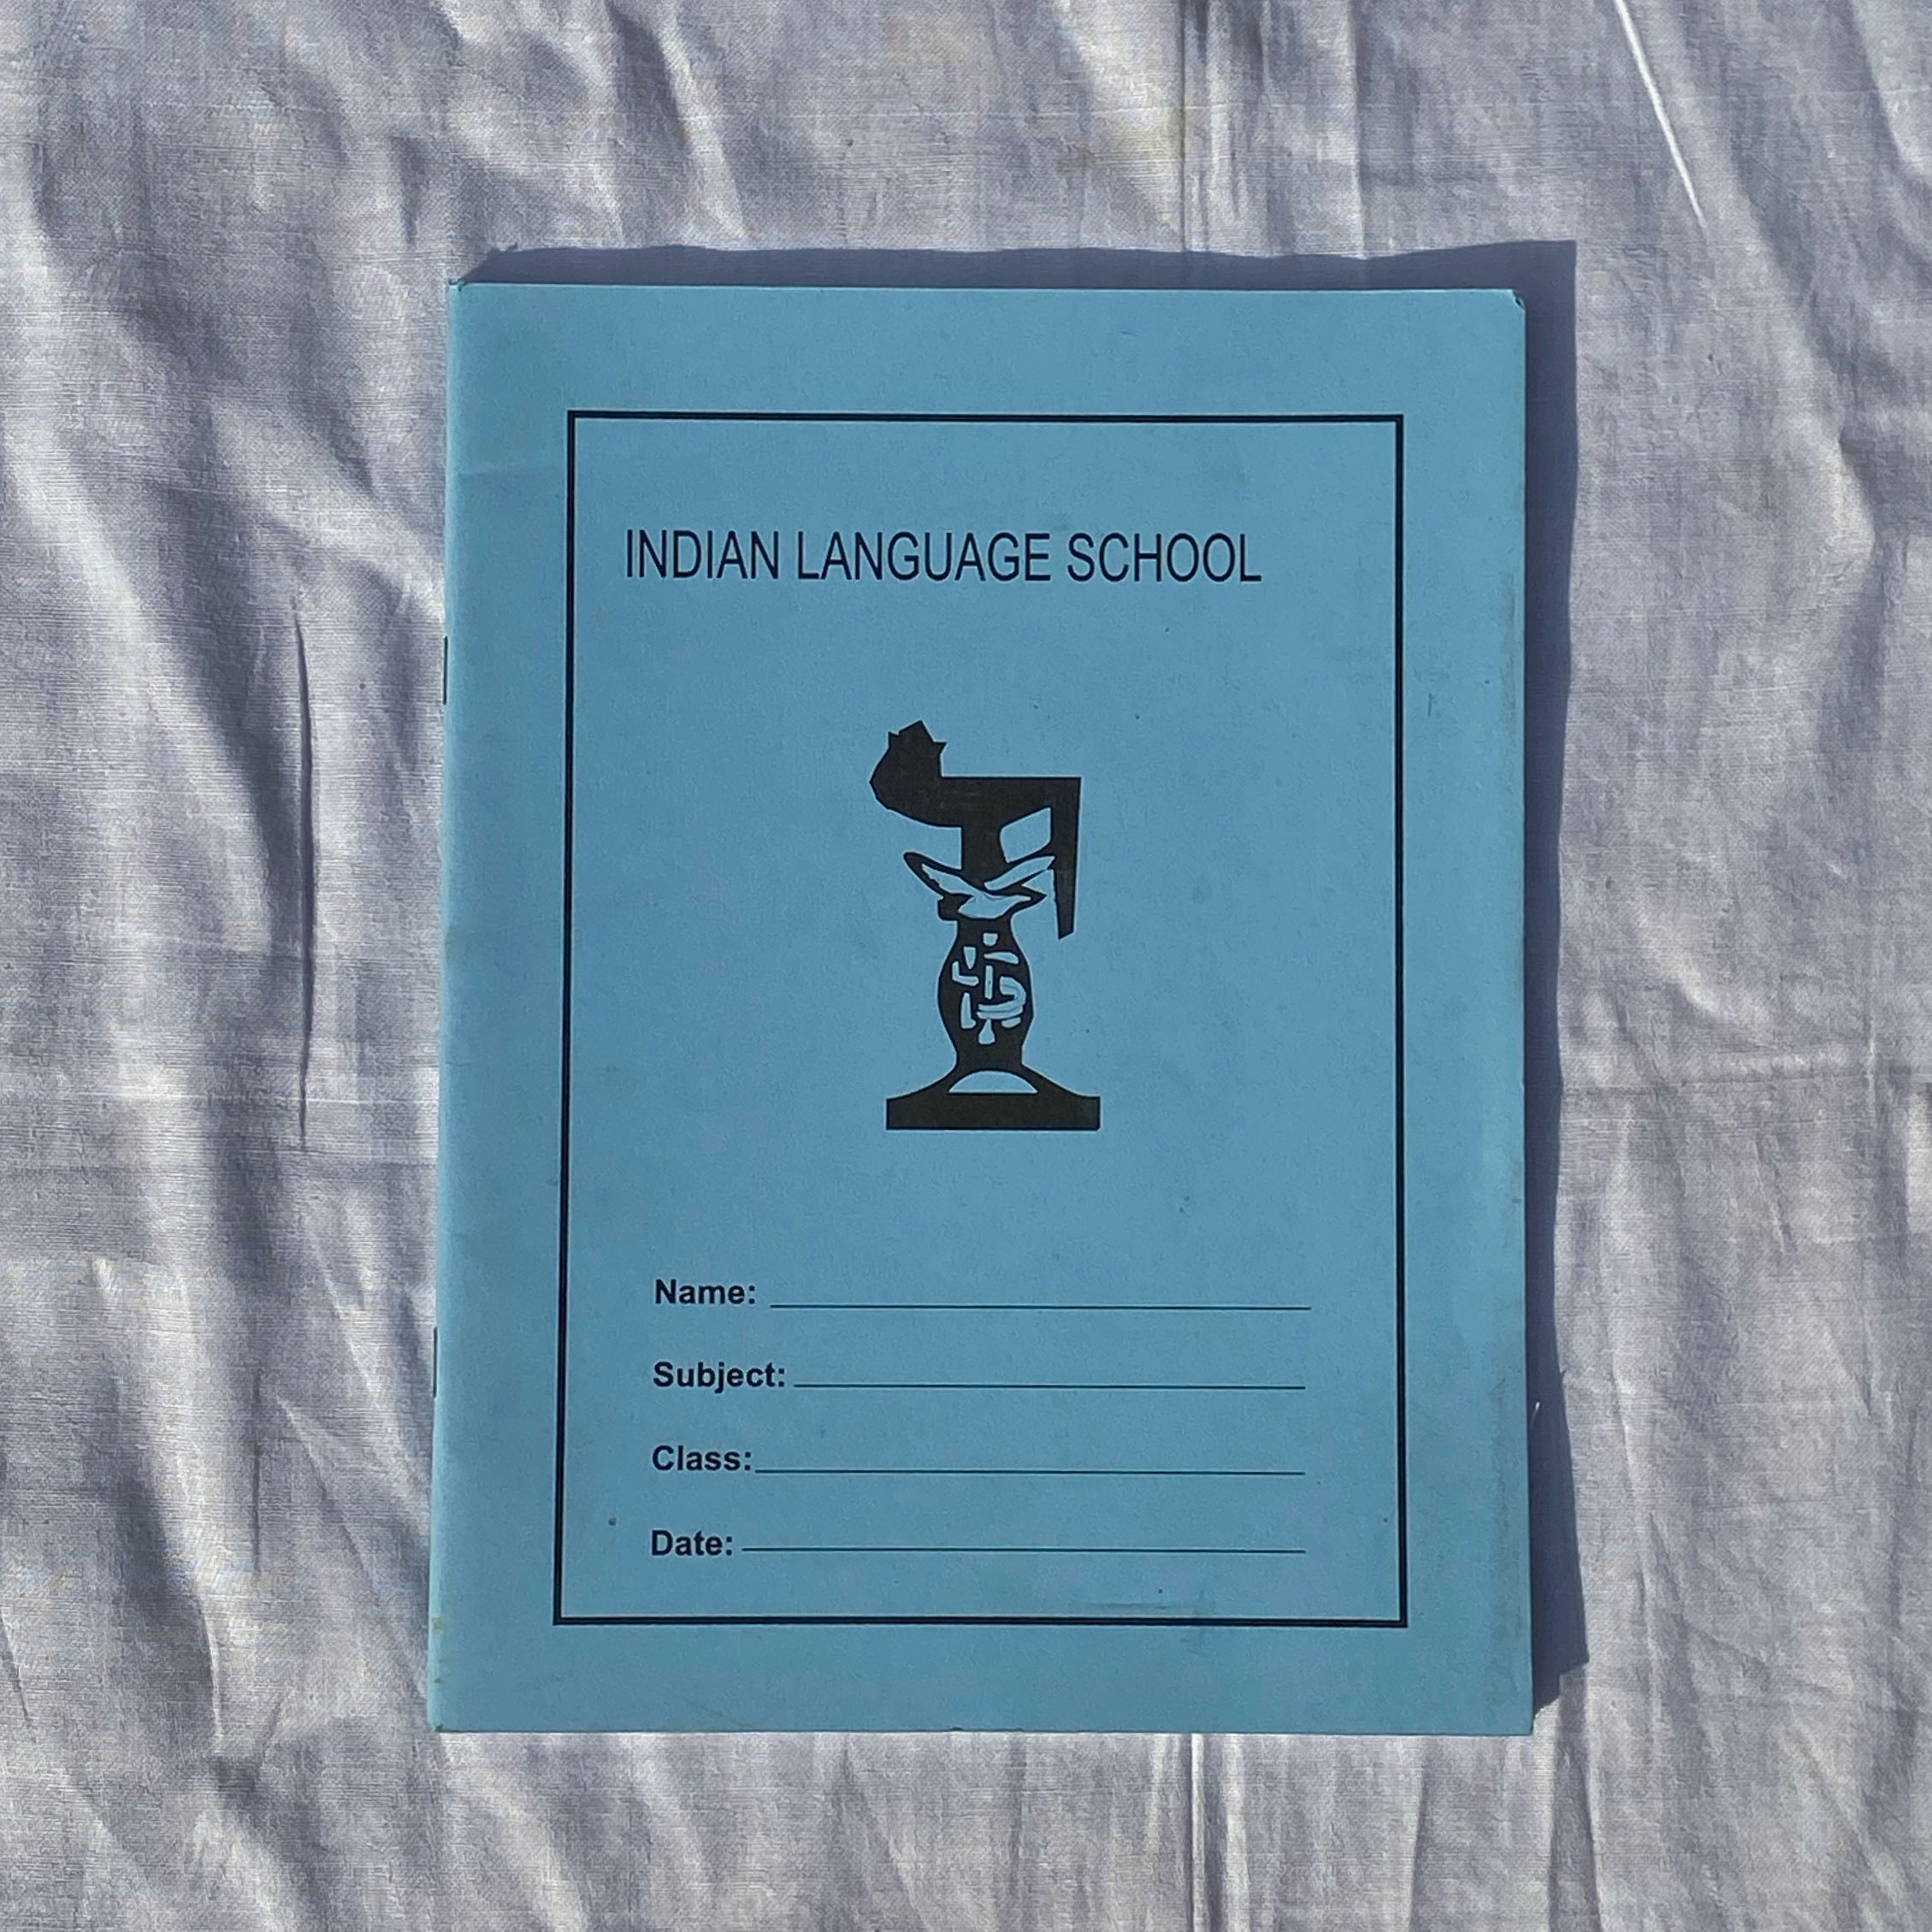 INDIAN LANGUAGE SCHOOL
Name:
Subject:
Class:
Date: